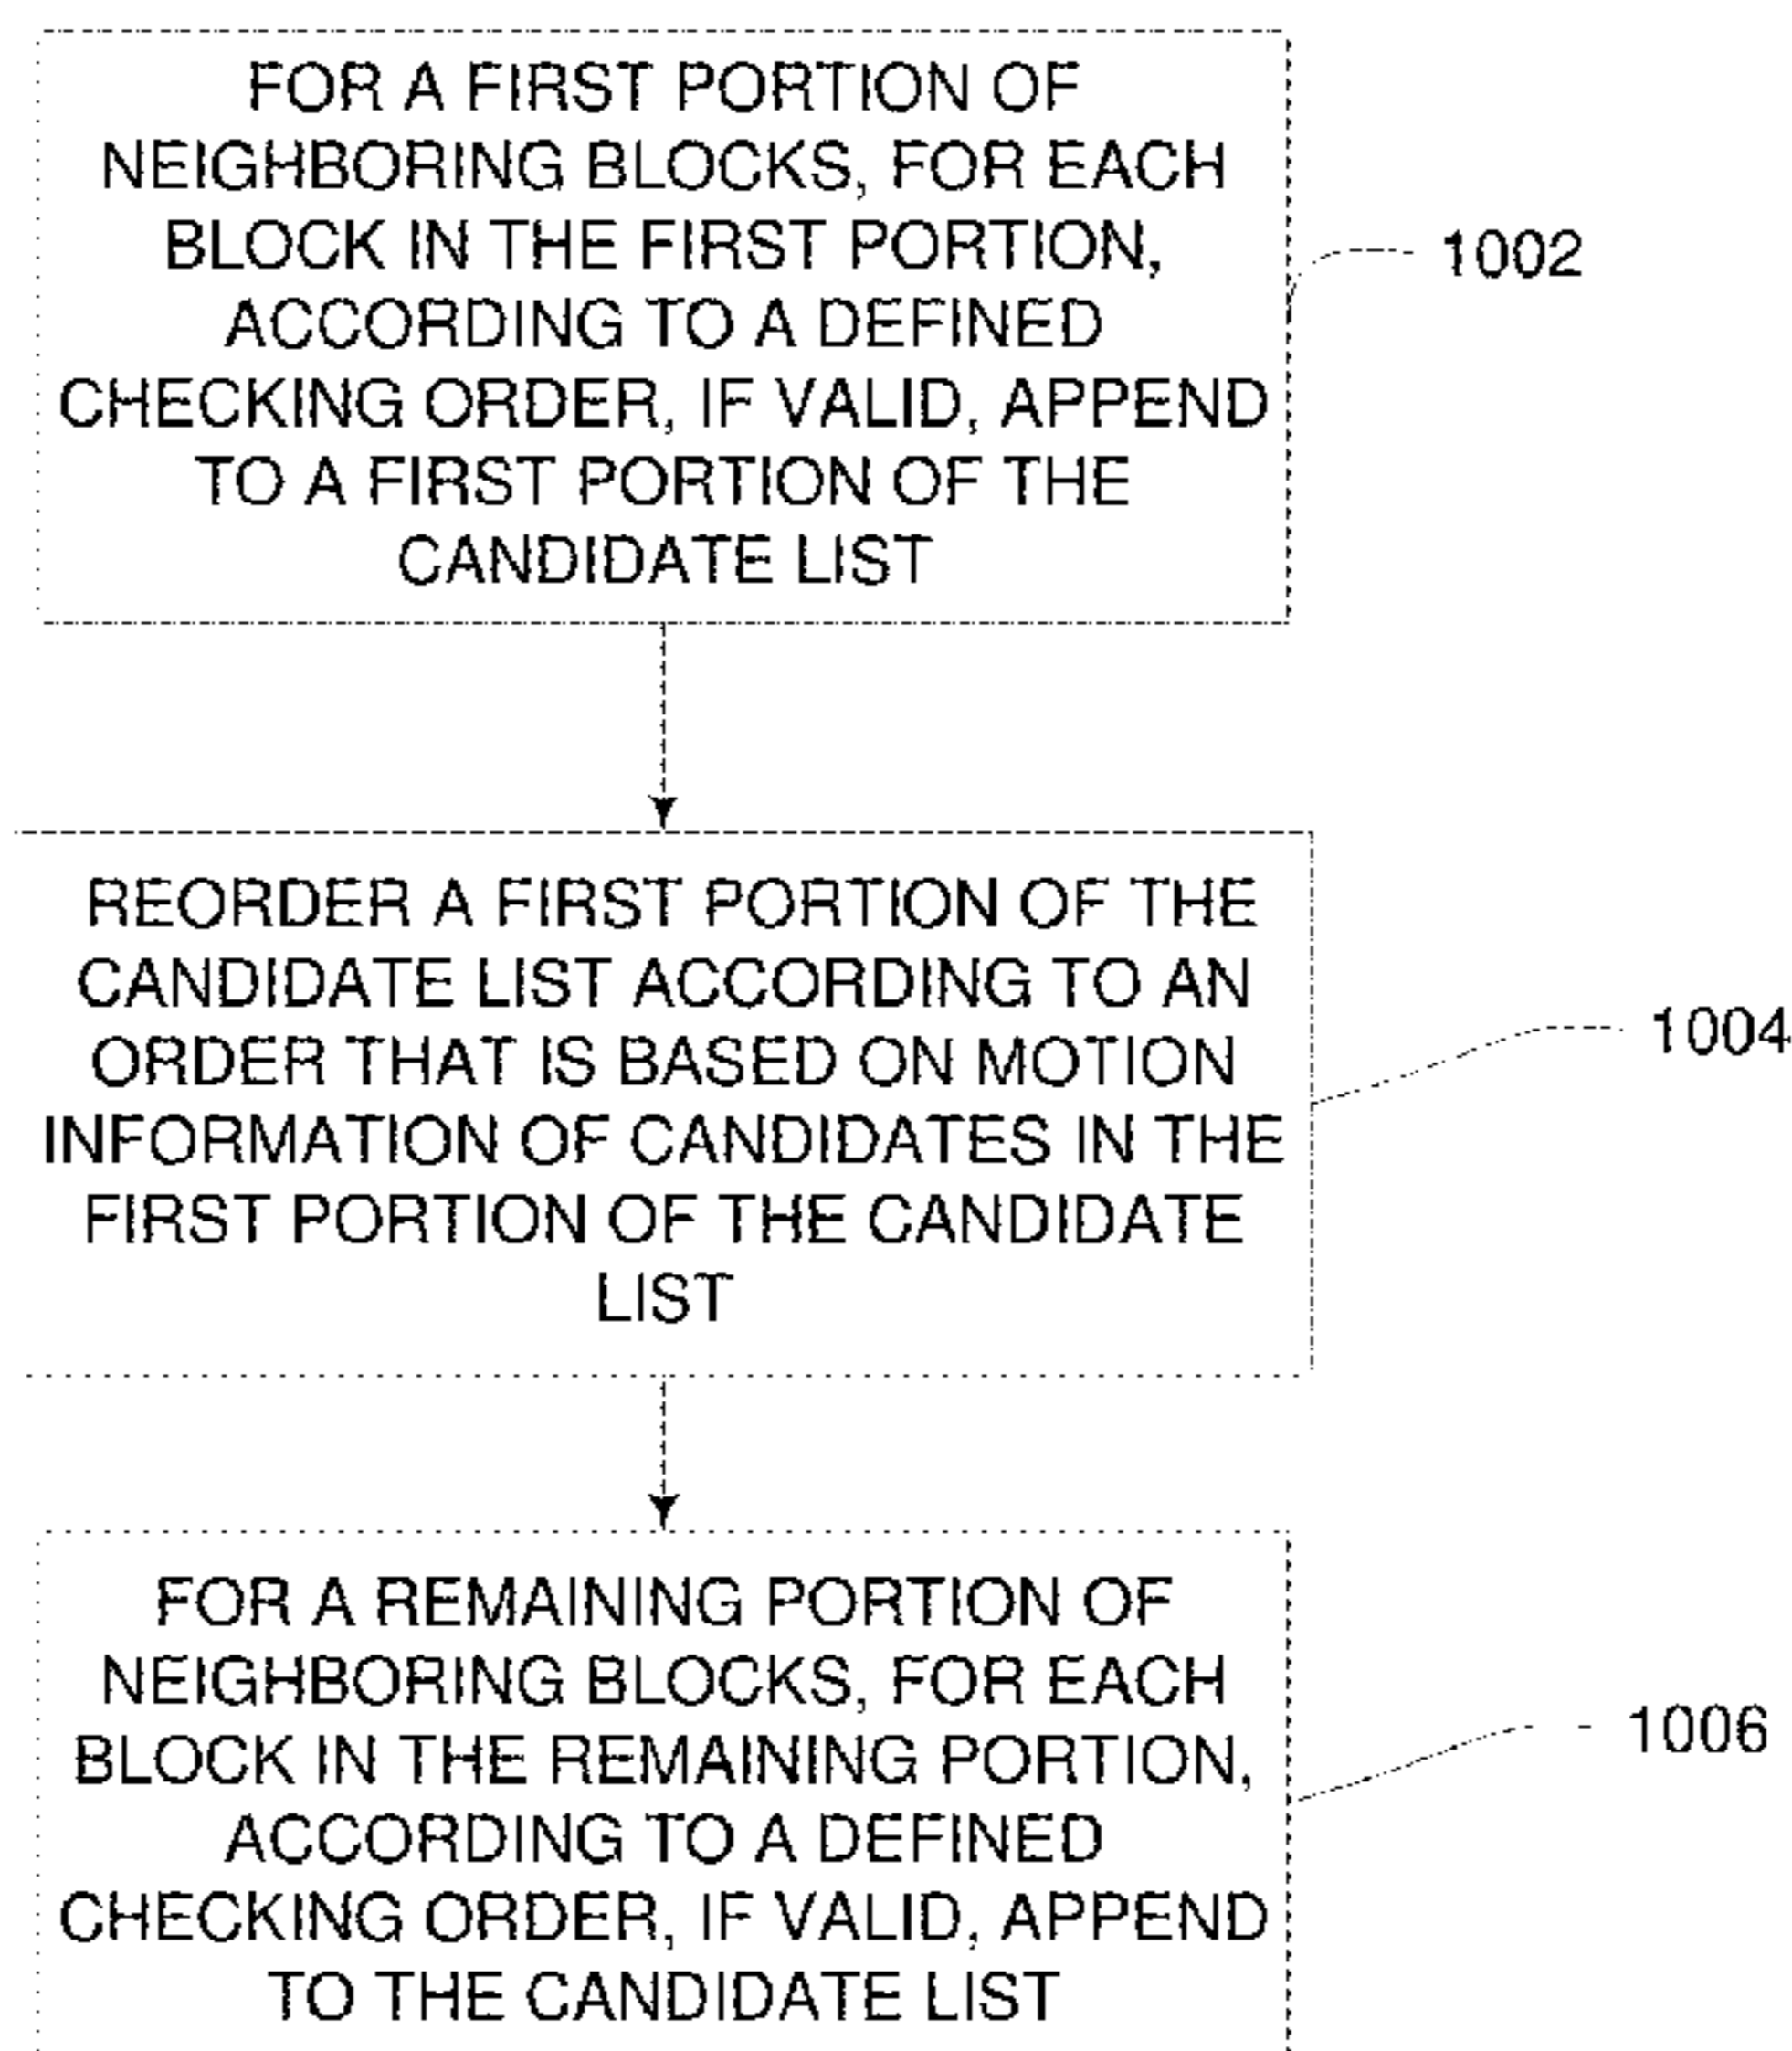 FOR A FIRST PORTION OF
NEIGHBORING BLOCKS, FOR EACH
BLOCK IN THE FIRST PORTION,
ACCORDING TO A DEFINED
CHECKING ORDER, IF VALID, APPEND
TO A FIRST PORTION OF THE
CANDIDATE LIST
1002
REORDER A FIRST PORTION OF THE
CANDIDATE LIST ACCORDING TO AN
ORDER THAT IS BASED ON MOTION
INFORMATION OF CANDIDATES IN THE
FIRST PORTION OF THE CANDIDATE
LIST
1004
FOR A REMAINING PORTION OF
NEIGHBORING BLOCKS, FOR EACH
BLOCK IN THE REMAINING PORTION,
ACCORDING TO A DEFINED
CHECKING ORDER, IF VALID, APPEND
TO THE CANDIDATE LIST
1006